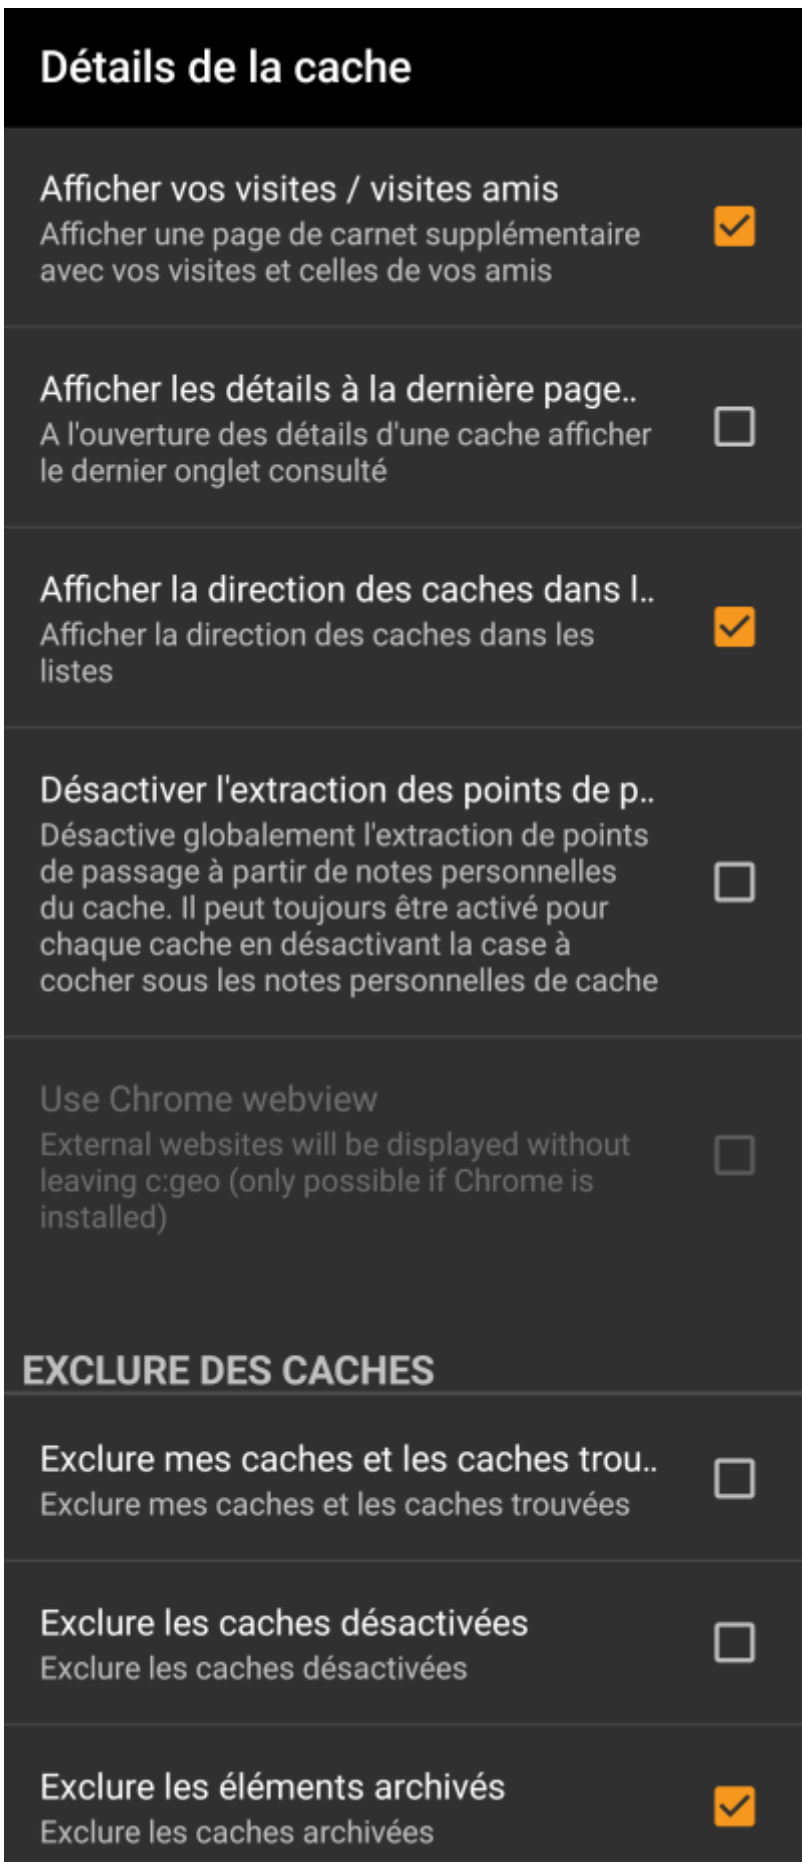 Détails de la cache
Afficher vos visites / visites amis
Afficher une page de carnet supplémentaire
avec vos visites et celles de vos amis
Afficher les détails à la dernière page..
A l'ouverture des détails d'une cache afficher
le dernier onglet consulté
Afficher la direction des caches dans l..
Afficher la direction des caches dans les
listes
Désactiver l'extraction des points de p..
Désactive globalement l'extraction de points
de passage à partir de notes personnelles
du cache. Il peut toujours être activé pour
chaque cache en désactivant la case à
cocher sous les notes personnelles de cache
Use Chrome webview
External websites will be displayed without
leaving c:geo (only possible if Chrome is
installed)
EXCLURE DES CACHES
Exclure mes caches et les caches trou..
Exclure mes caches et les caches trouvées
Exclure les caches désactivées
Exclure les caches désactivées
Exclure les éléments archivés
Exclure les caches archivées